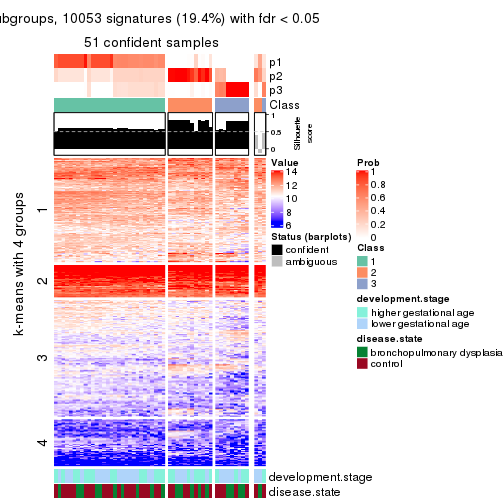 ubgroups, 10053 signatures (19.4%) with fdr < 0.05
51 confident samples
p1
p2
p3
Class
1
0.5
0
Silhouette
score
k-means with 4 groups
1
2
3
4
Value
14
12
10
8
6
Status (barplots)
confident
ambiguous
Prob
1
0.8
0.6
0.4
0.2
0
Class
1
2
3
development.stage
higher gestational age
lower gestational age
disease.state
bronchopulmonary dysplasia
control
development.stage
disease.state